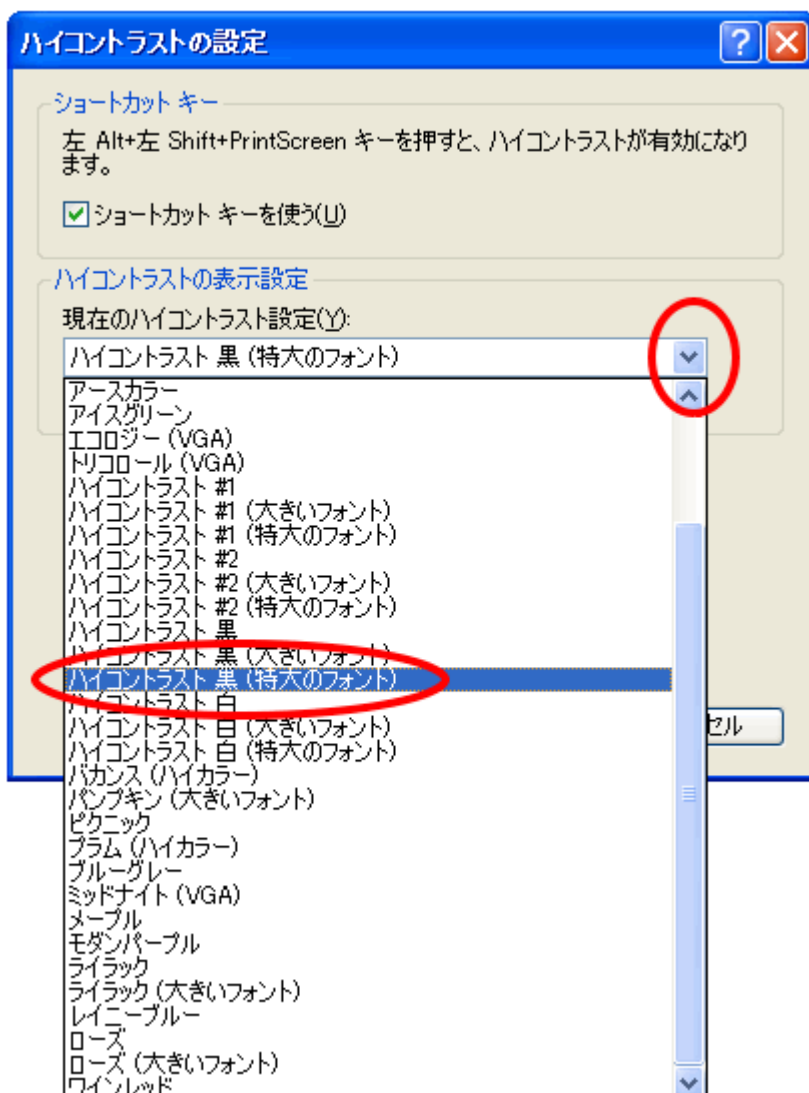 ハイコントラストの設定
ショートカット キー
左 Alt+左 Shift+PrintScreen キーを押すと、ハイコントラストが有効になり
ます。
ショートカット キーを使う(U)
ハイコントラストの表示設定
現在のハイコントラスト設定(Y):
ハイコントラスト 黒 (特大のフォント)
アースカラー
アイスグリーン
エコロジー (VGA)
トリコロール (VGA)
ハイコントラスト #1
ハイコントラスト #1 (大きいフォント)
ハイコントラスト #1 (特大のフォント)
ハイコントラスト #2
ハイコントラスト #2 (大きいフォント)
ハイコントラスト #2 (特大のフォント)
ハイコントラスト 黒
ハイコントラスト 黒 (大きいフォント)
ハイコントラスト 黒 (特大のフォント)
ハイコントラスト 白
ハイコントラスト 白 (大きいフォント)
セル
ハイコントラスト 白 (特大のフォント)
バカンス (ハイカラー)
パンプキン (大きいフォント)
ピクニック
プラム (ハイカラー)
ブルーグレー
ミッドナイト (VGA)
メープル
モダンパープル
ライラック
ライラック (大きいフォント)
レイニーブルー
ローズ
ローズ (大きいフォント)
ワインレッド